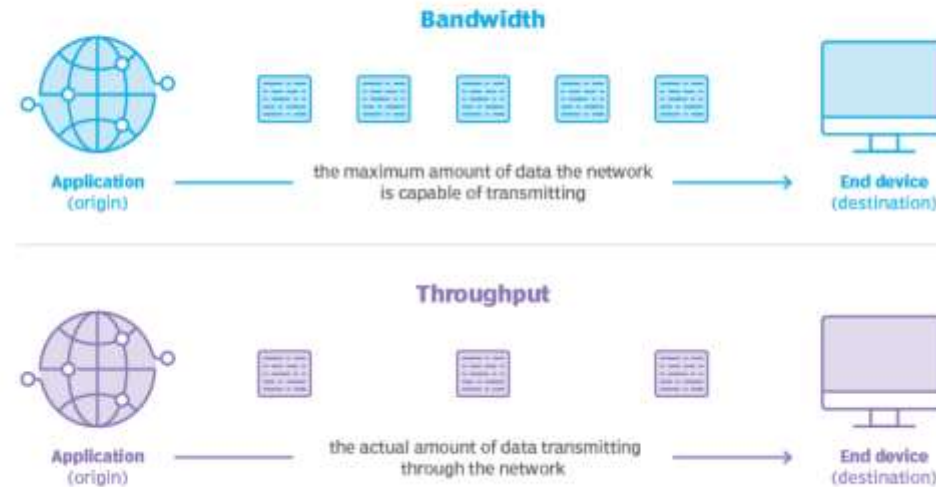 Bandwidth
Application
(origin)
the maximum amount of data the network
is capable of transmitting
End device
(destination)
Throughput
Application
(origin)
the actual amount of data transmitting
through the network
End device
(destination)